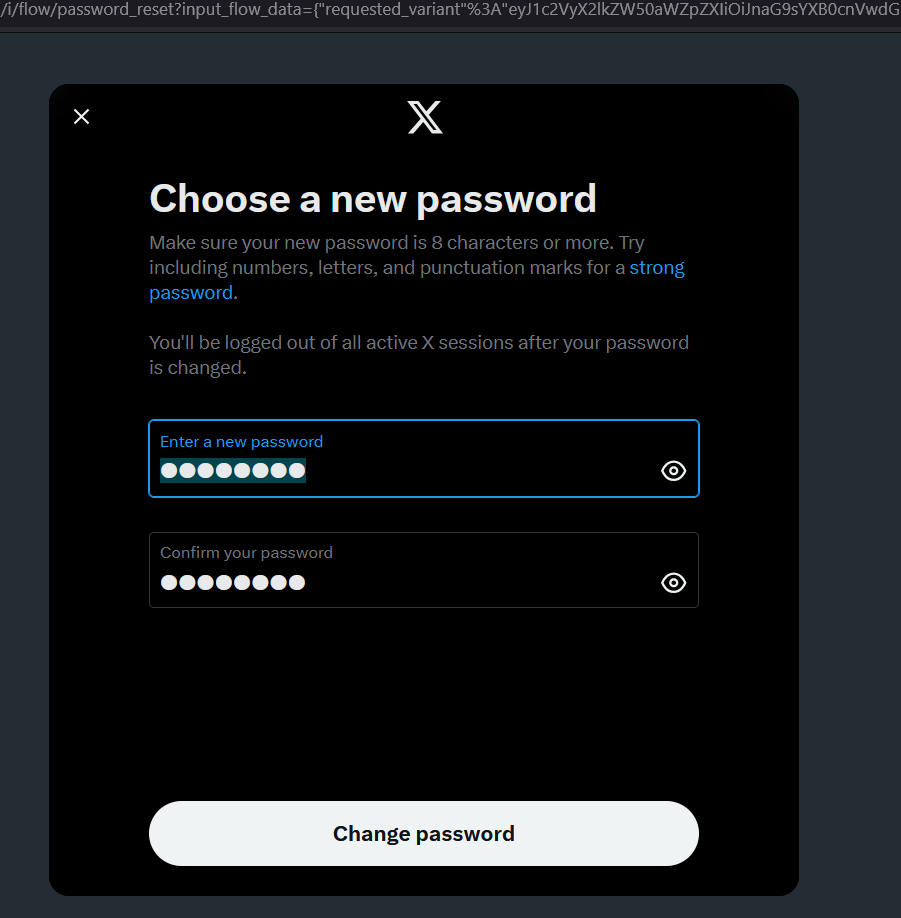 /i/flow/password_reset?input_flow_data={"requested_variant"%3A"eyJ1c2VyX2lkZW50aWZpZXIiOiJnaG9sYXB0cnVwdG
Choose a new password
Make sure your new password is 8 characters or more. Try
including numbers, letters, and punctuation marks for a strong
password.
You'll be logged out of all active X sessions after your password
is changed.
Enter a new password
●●●●●●●●
Confirm your password
●●●●●●●●
Change password